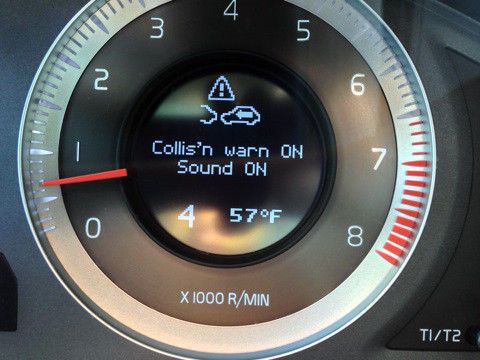 4
3
5
2
6
Collis'n warn ON
1
7
Sound ON
4 57°F
0
8
X 1000 R/MIN
T1/T2